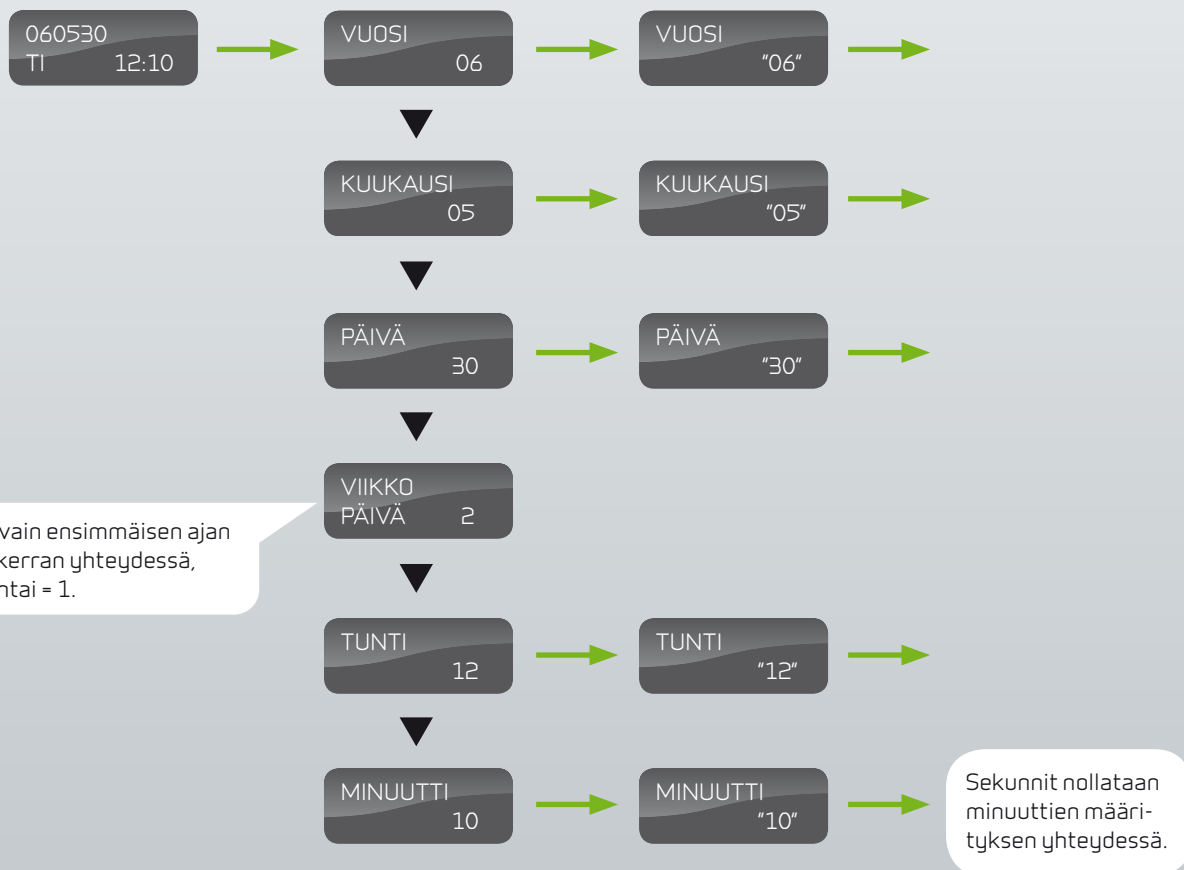 060530
TI 12:10
VUOSI
06
VUOSI
"06"
KUUKAUSI
05
KUUKAUSI
"05"
PÄIVÄ
30
PÄIVÄ
"30"
VIIKKO
PÄIVÄ 2
vain ensimmäisen ajan
kerran yhteydessä,
ntai = 1.
TUNTI
12
TUNTI
"12"
MINUUTTI
10
MINUUTTI
"10"
Sekunnit nollataan
minuuttien määri-
tyksen yhteydessä.